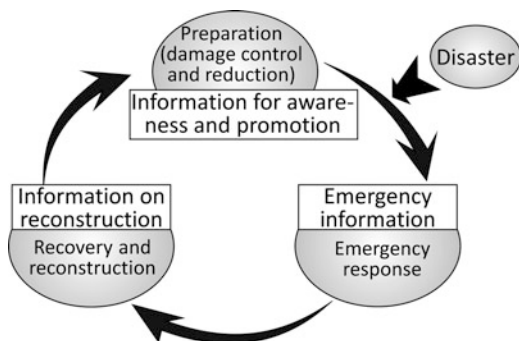 Preparation
(damage control
and reduction)
Information for aware-
ness and promotion
Disaster
Emergency
information
Emergency
response
Information on
reconstruction
Recovery and
reconstruction